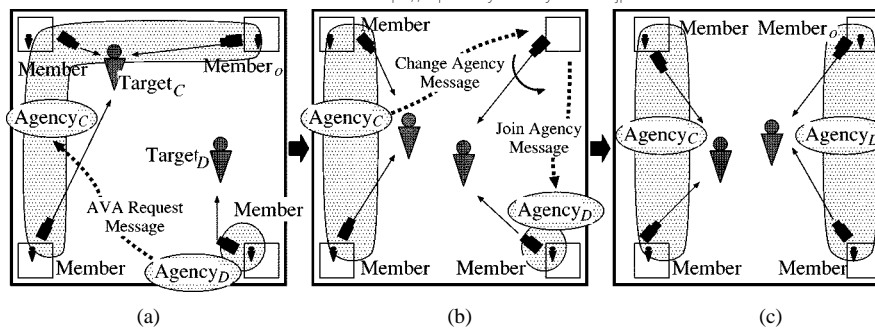 Member
Member_o
Target_C
Agency_C
Target_D
AVA Request
Message
Member
Member
Agency_D
(a)
Member
Change Agency
Message
Agency_C
Join Agency
Message
Agency_D
Member
Member
(b)
Member
Member_o
Agency_C
Agency_D
Member
Member
(c)